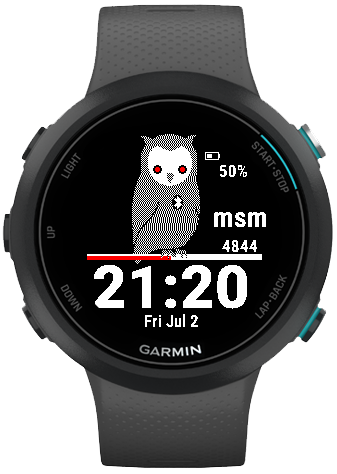 LIGHT
START·STOP
50%
UP
msm
4844
21:20
DOWN
LAP·BACK
Fri Jul 2
GARMIN